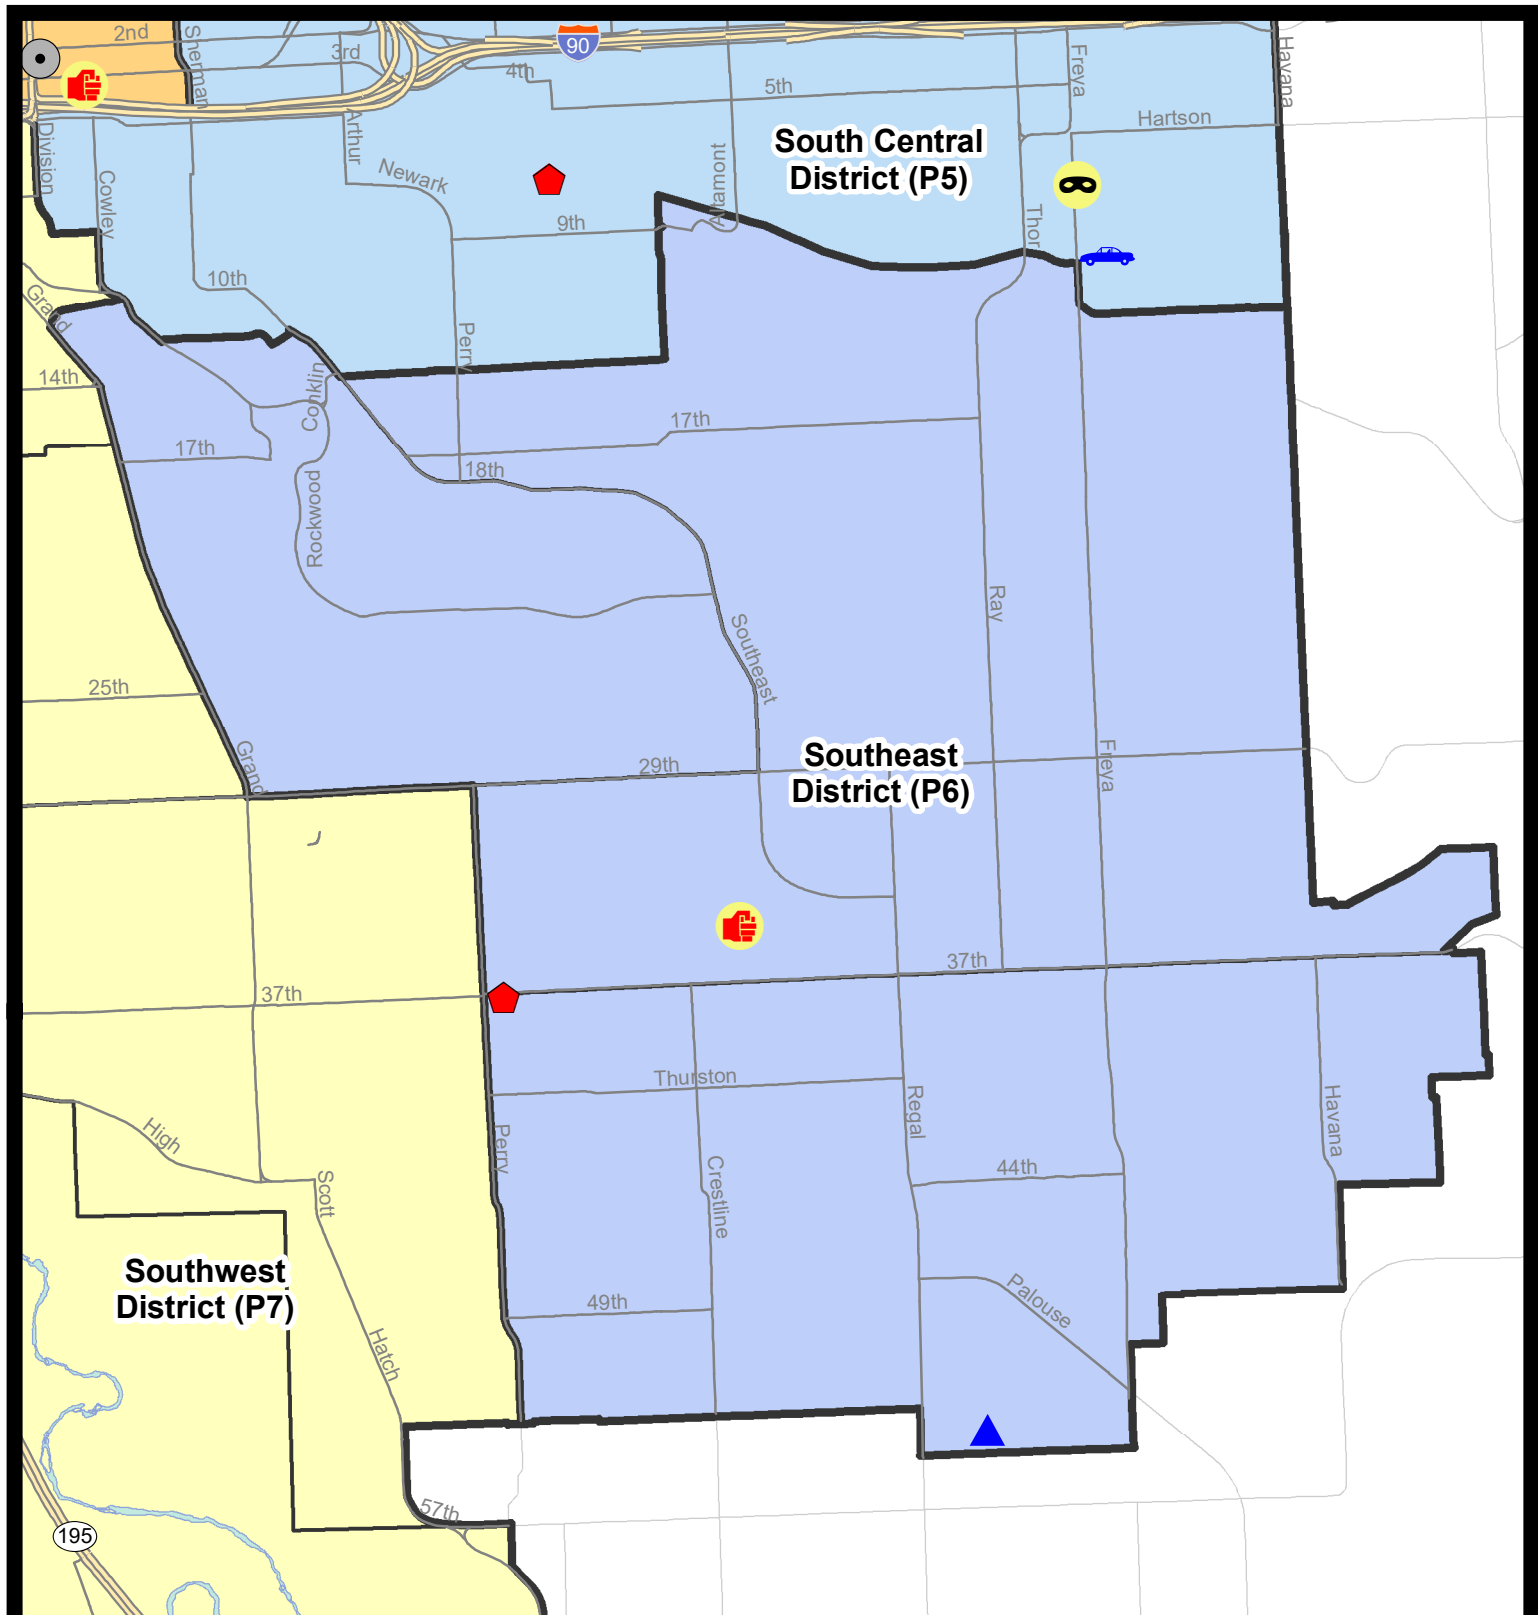 2nd
Sherman
3rd
90
4th
5th
Freya
Havana
Hartson
Division
Arthur
South Central
District (P5)
Cowley
Newark
Altamont
9th
Thor
10th
Grand
Perry
14th
Conklin
17th
17th
18th
Rockwood
Ray
Southeast
25th
Grand
29th
Southeast
District (P6)
Freya
37th
37th
Thurston
Regal
Havana
High
Perry
Crestline
44th
Scott
Southwest
District (P7)
49th
Palouse
Hatch
57th
195